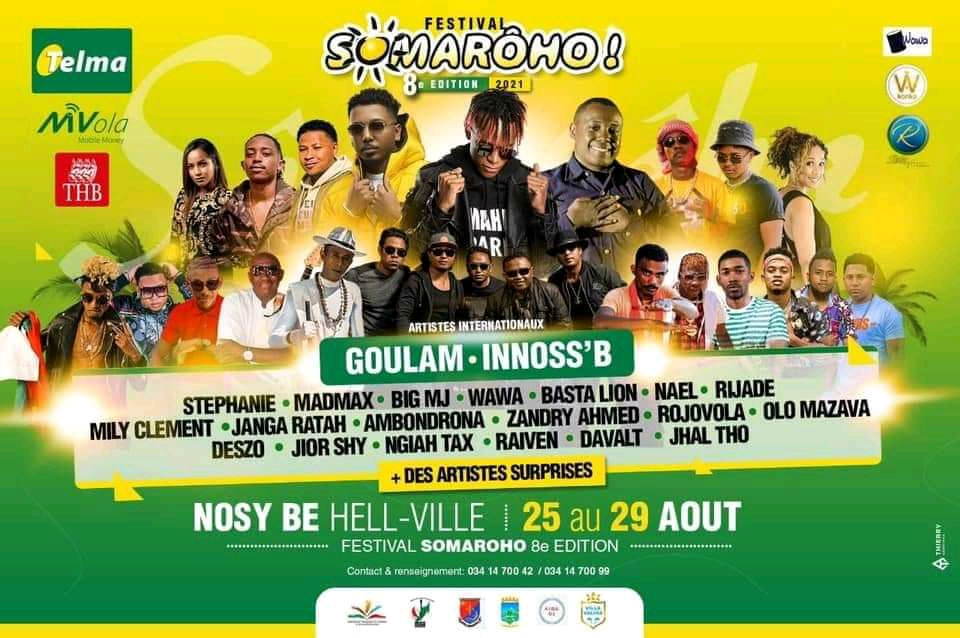 FESTIVAL
SOMARÔHO !
8e EDITION 2021
Telma
MVola
Mobile Money
THB
Wawa
MAHI
ARTISTES INTERNATIONAUX
GOULAM • INNOSS'B
STEPHANIE • MADMAX • BIG MJ • WAWA • BASTA LION • NAEL • RIJADE
MILY CLEMENT • JANGA RATAH • AMBONDRONA • ZANDRY AHMED • ROJOVOLA • OLO MAZAVA
DESZO • JIOR SHY • NGIAH TAX • RAIVEN • DAVALT • JHAL THO
+ DES ARTISTES SURPRISES
NOSY BE HELL-VILLE 25 au 29 AOUT
FESTIVAL SOMAROHO 8e EDITION
Contact & renseignement: 034 14 700 42 / 034 14 700 99
THIERRY